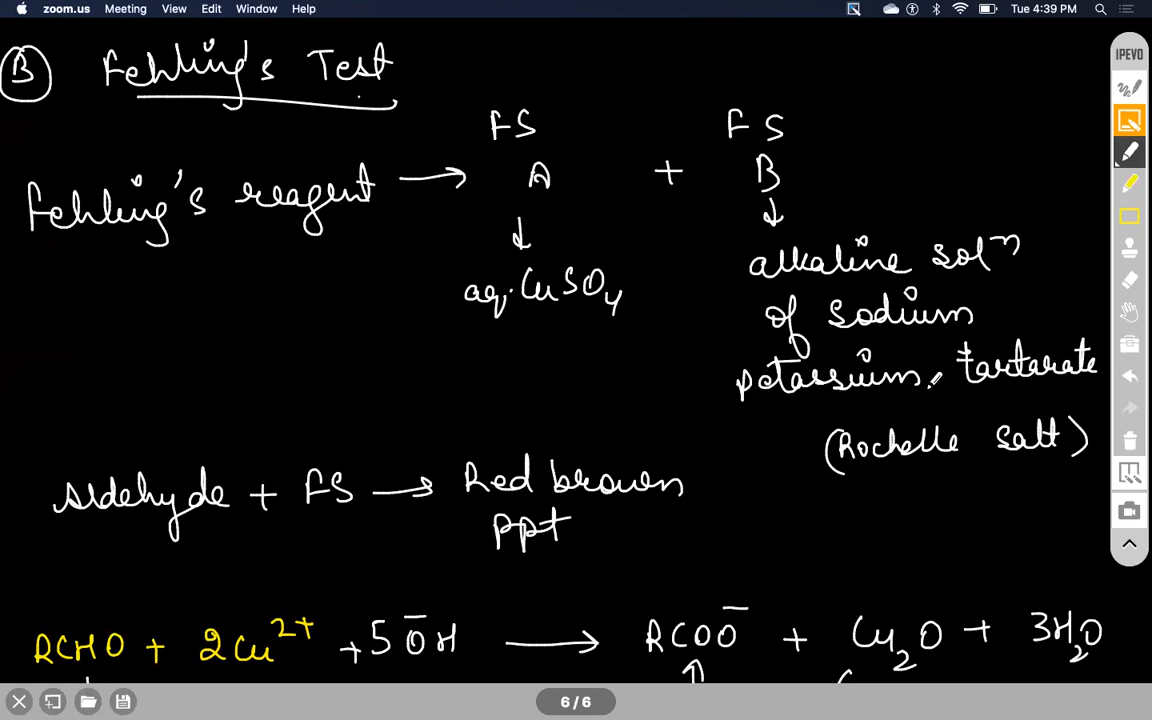 zoom.us Meeting View Edit Window Help Tue 4:39 PM
IPEVO
B Fehling's Test
FS FS
Fehling's reagent → A + B
↓ ↓
aq. CuSO4 alkaline solⁿ
of sodium
potassium, tartarate
(Rochelle Salt)
aldehyde + FS → Red brown
ppt
RCHO + 2Cu²⁺ + 5ŌH → RCOO⁻ + Cu₂O + 3H₂O
6 / 6